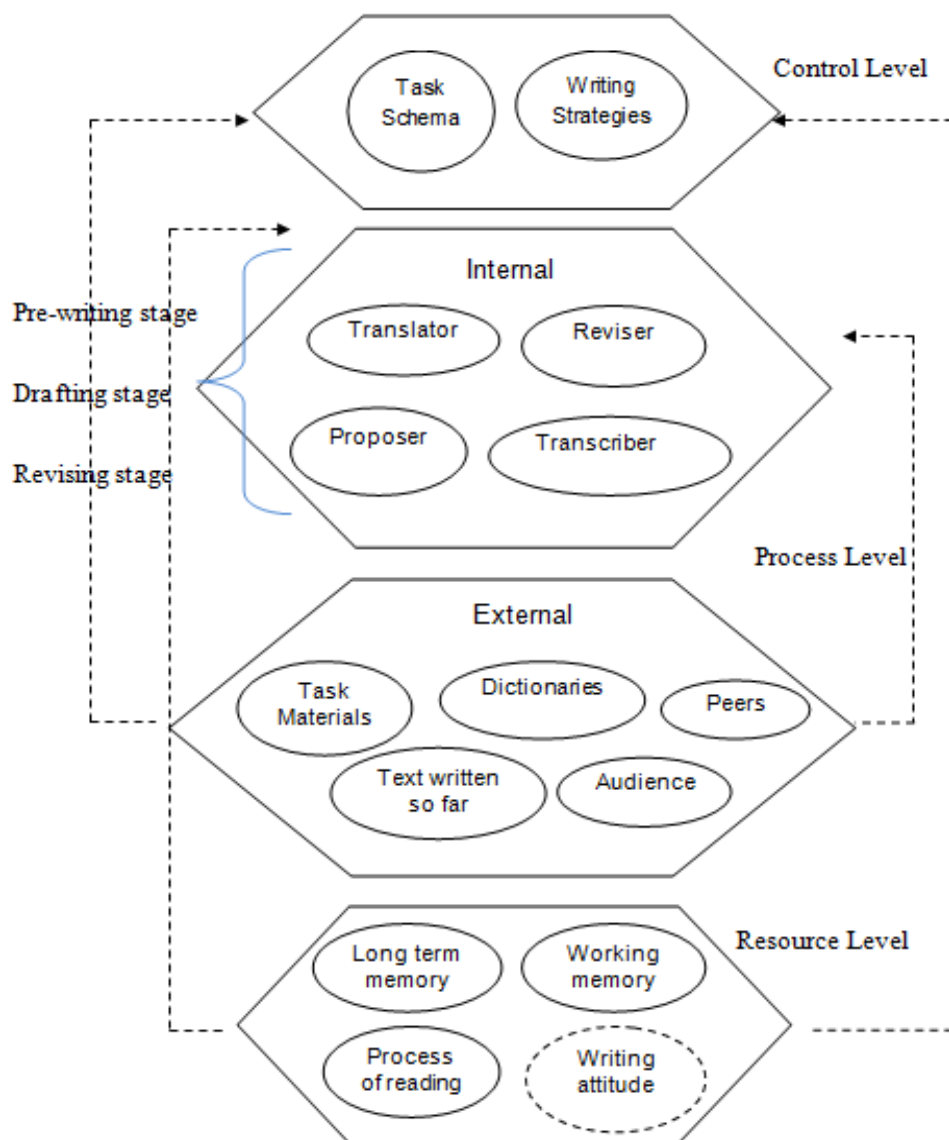 Control Level
Task
Schema
Writing
Strategies
Internal
Pre-writing stage
Translator
Reviser
Drafting stage
Proposer
Transcriber
Revising stage
Process Level
External
Task
Materials
Dictionaries
Peers
Text written
so far
Audience
Resource Level
Long term
memory
Working
memory
Process
of reading
Writing
attitude